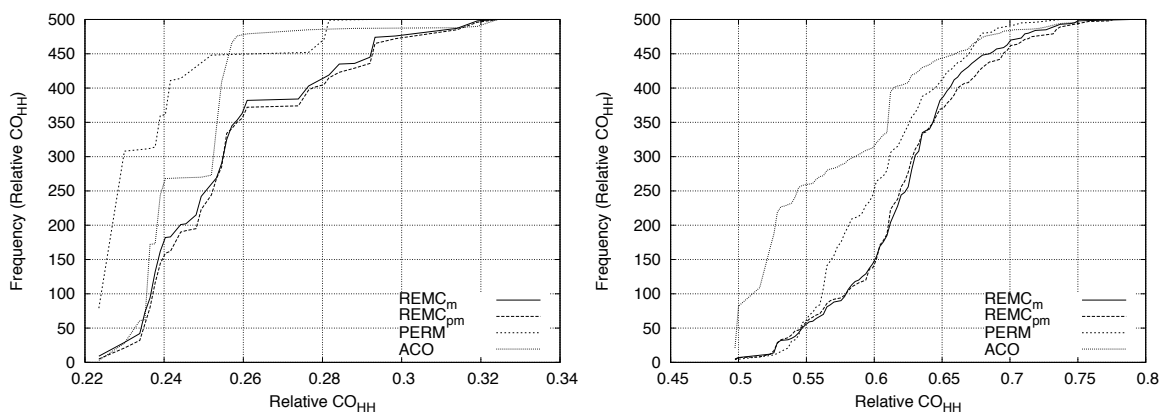 Frequency (Relative CO_HH)
500
450
400
350
300
250
200
150
100
50
0
0.22 0.24 0.26 0.28 0.3 0.32 0.34
Relative CO_HH
REMC_m
REMC_pm
PERM
ACO
Frequency (Relative CO_HH)
500
450
400
350
300
250
200
150
100
50
0
0.45 0.5 0.55 0.6 0.65 0.7 0.75 0.8
Relative CO_HH
REMC_m
REMC_pm
PERM
ACO